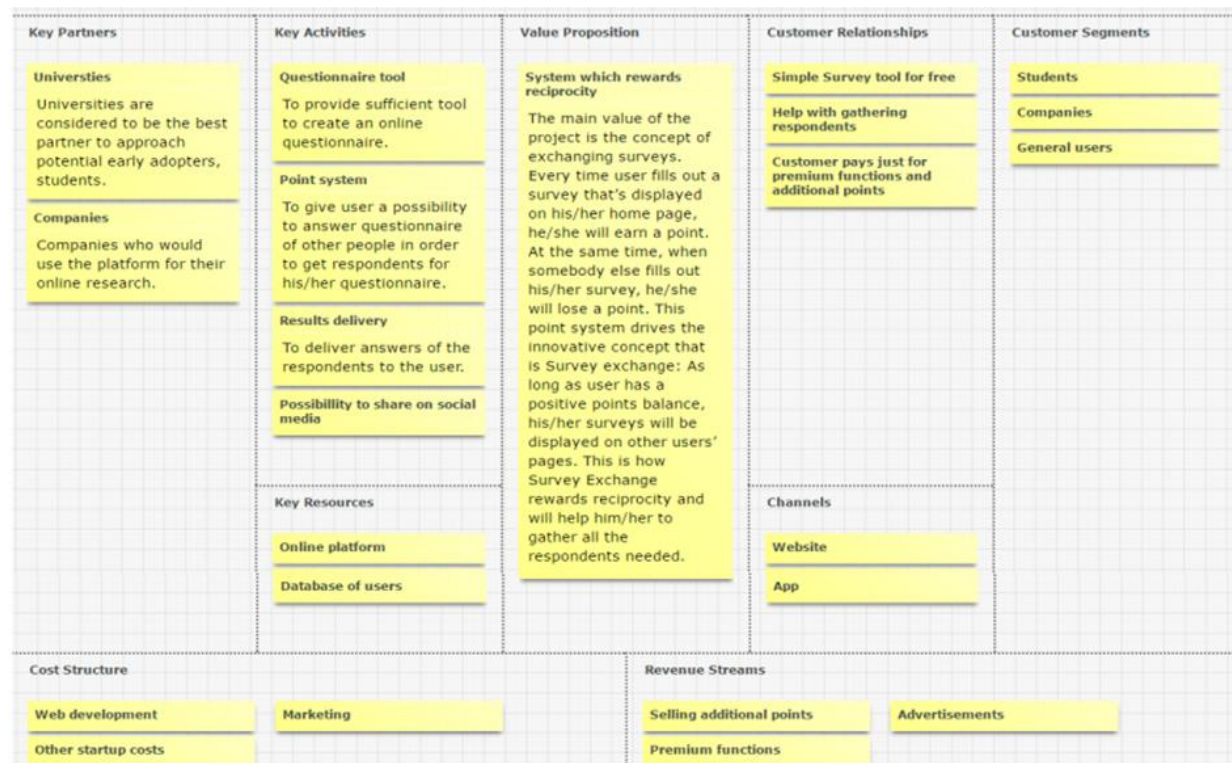 Key Partners
Universties
Universities are
considered to be the best
partner to approach
potential early adopters,
students.
Companies
Companies who would
use the platform for their
online research.
Key Activities
Questionnaire tool
To provide sufficient tool
to create an online
questionnaire.
Point system
To give user a possibility
to answer questionnaire
of other people in order
to get respondents for
his/her questionnaire.
Results delivery
To deliver answers of the
respondents to the user.
Possibillity to share on social
media
Key Resources
Online platform
Database of users
Value Proposition
System which rewards
reciprocity
The main value of the
project is the concept of
exchanging surveys.
Every time user fills out a
survey that's displayed
on his/her home page,
he/she will earn a point.
At the same time, when
somebody else fills out
his/her survey, he/she
will lose a point. This
point system drives the
innovative concept that
is Survey exchange: As
long as user has a
positive points balance,
his/her surveys will be
displayed on other users'
pages. This is how
Survey Exchange
rewards reciprocity and
will help him/her to
gather all the
respondents needed.
Customer Relationships
Simple Survey tool for free
Help with gathering
respondents
Customer pays just for
premium functions and
additional points
Channels
Website
App
Customer Segments
Students
Companies
General users
Cost Structure
Web development
Marketing
Other startup costs
Revenue Streams
Selling additional points
Advertisements
Premium functions